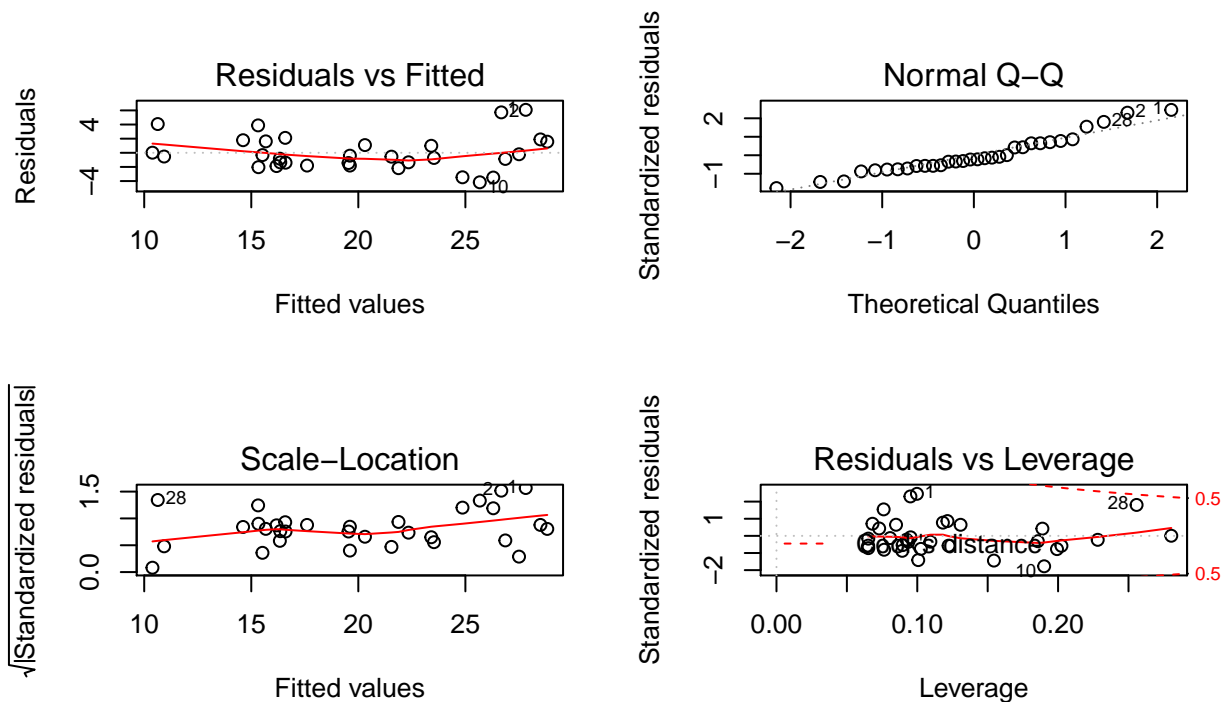 Residuals vs Fitted
Residuals
4
−4
1
2
10
10
15
20
25
Fitted values
Normal Q−Q
Standardized residuals
2
−1
1
2
28
−2
−1
0
1
2
Theoretical Quantiles
Scale−Location
√|Standardized residuals|
1.5
0.0
28
2
1
10
15
20
25
Fitted values
Residuals vs Leverage
Standardized residuals
1
−2
1
28
10
0.5
0.5
Cook's distance
0.00
0.10
0.20
Leverage